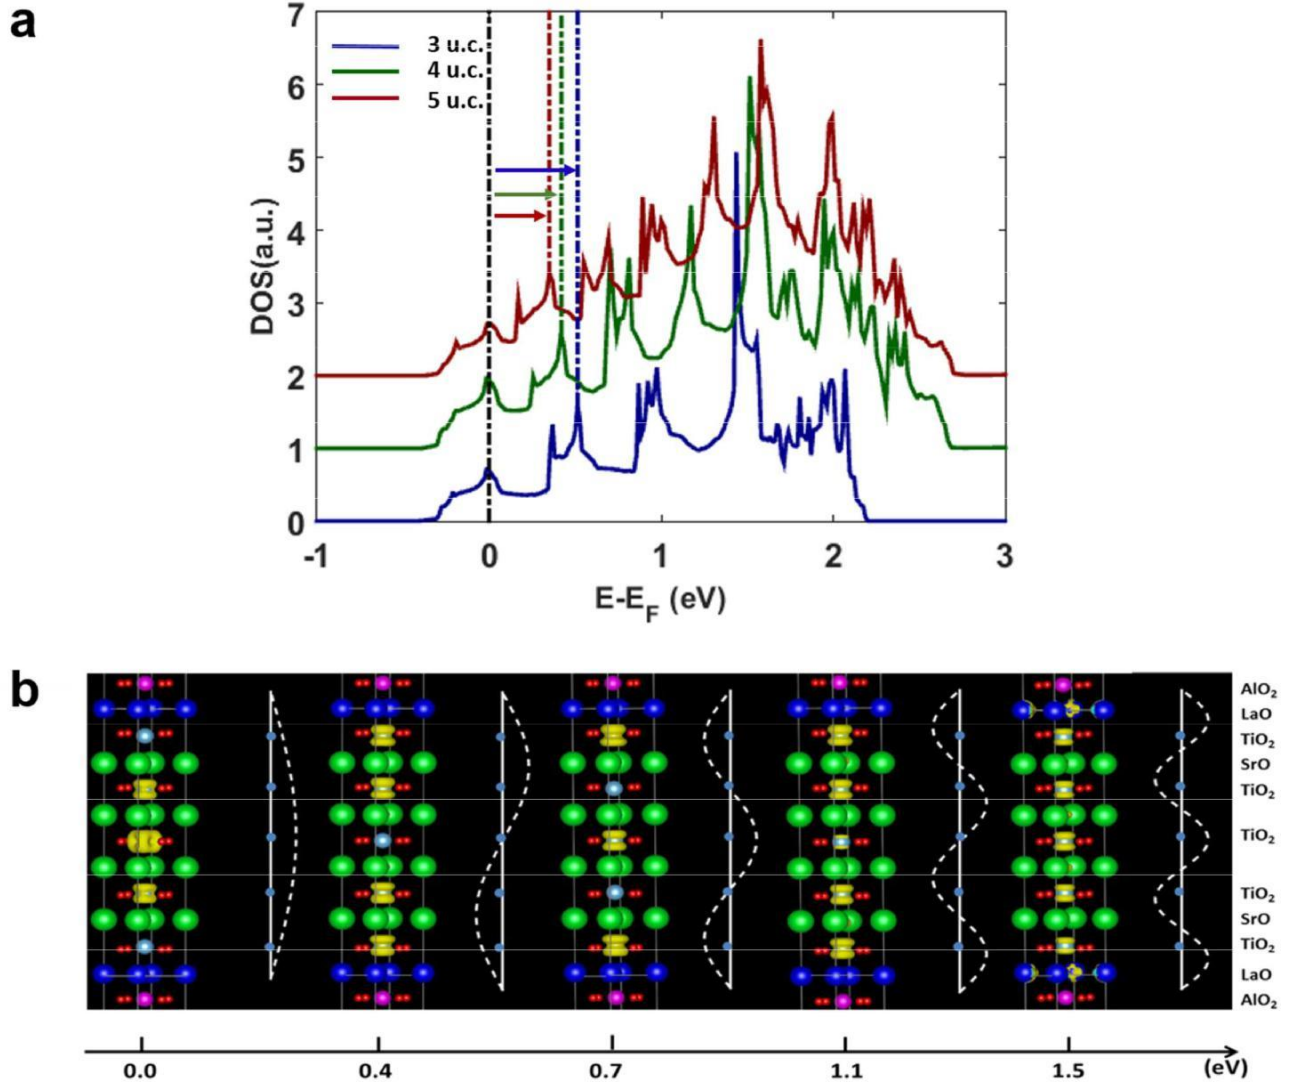 a
7
6
5
4
3
2
1
0
DOS(a.u.)
3 u.c.
4 u.c.
5 u.c.
-1 0 1 2 3
E-E_F (eV)
b
AlO₂
LaO
TiO₂
SrO
TiO₂
TiO₂
TiO₂
SrO
TiO₂
LaO
AlO₂
0.0 0.4 0.7 1.1 1.5 (eV)